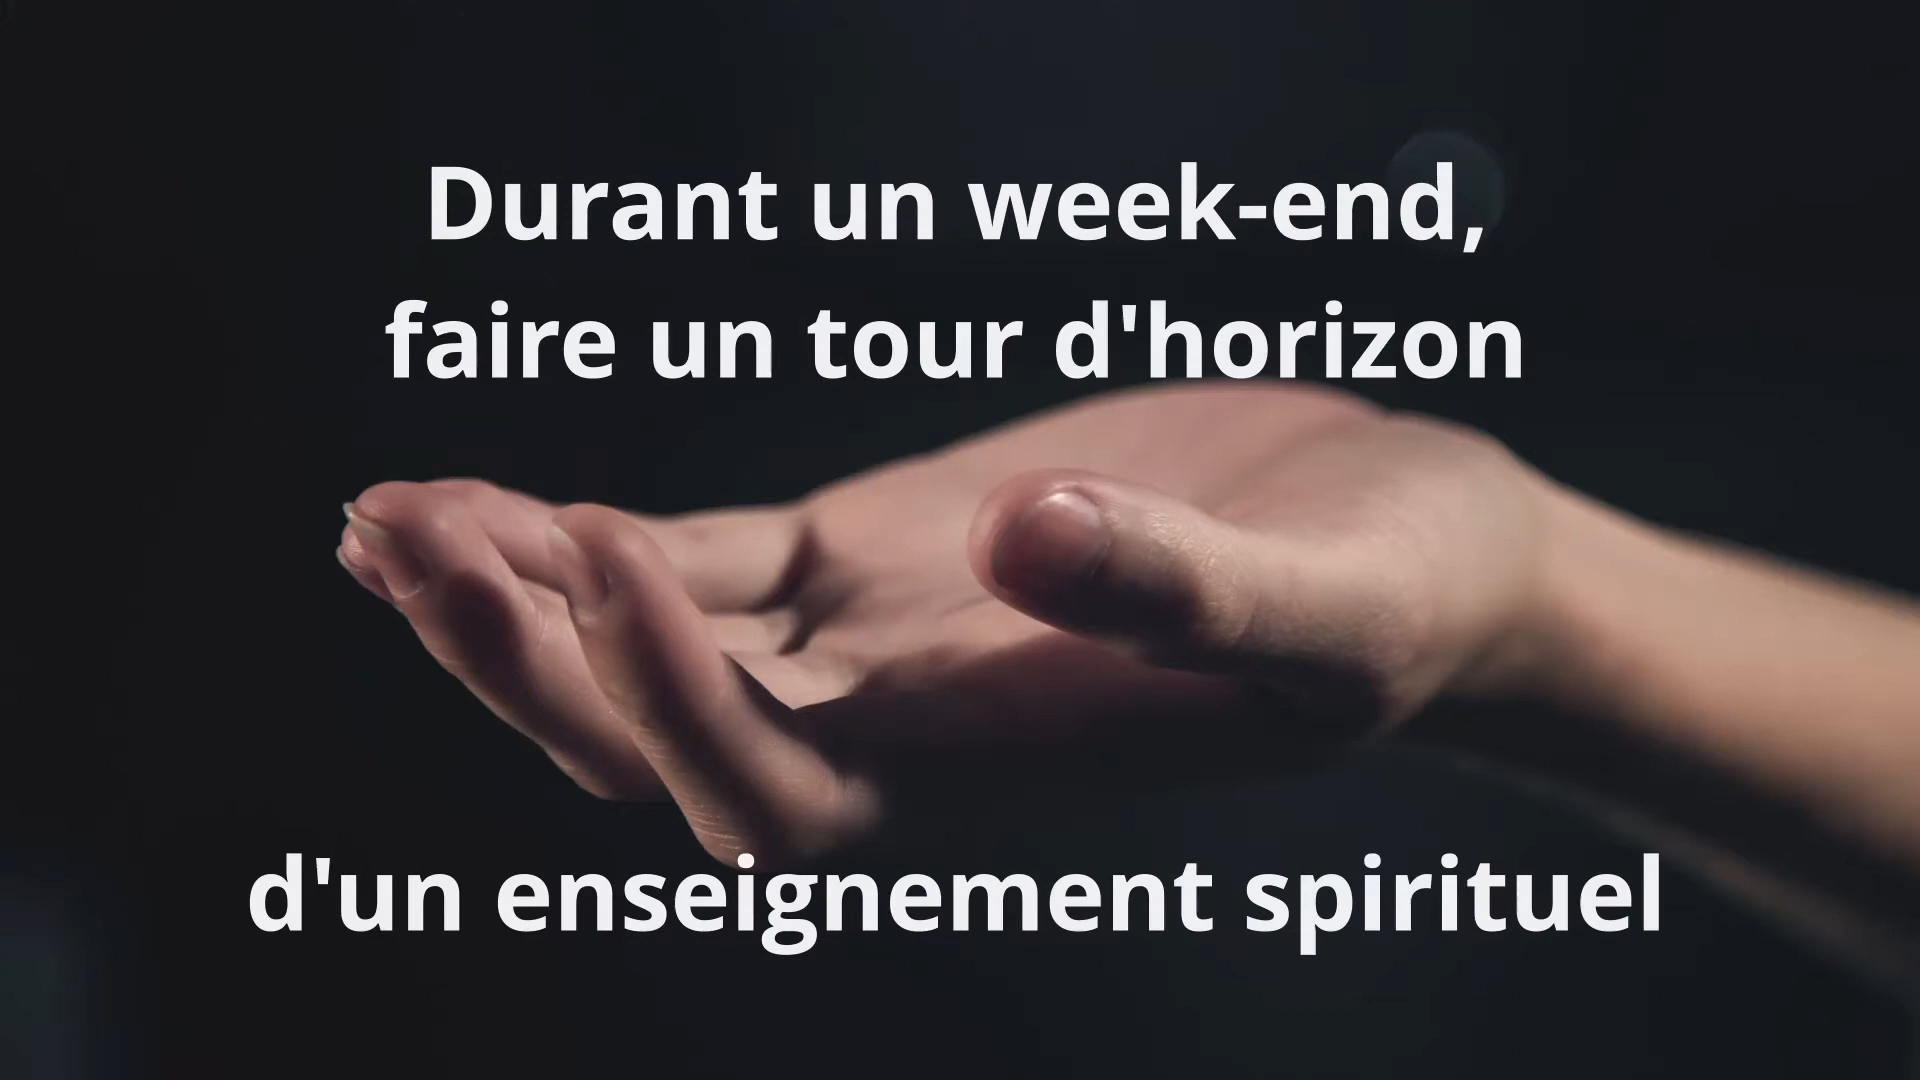 Durant un week-end,
faire un tour d'horizon
d'un enseignement spirituel